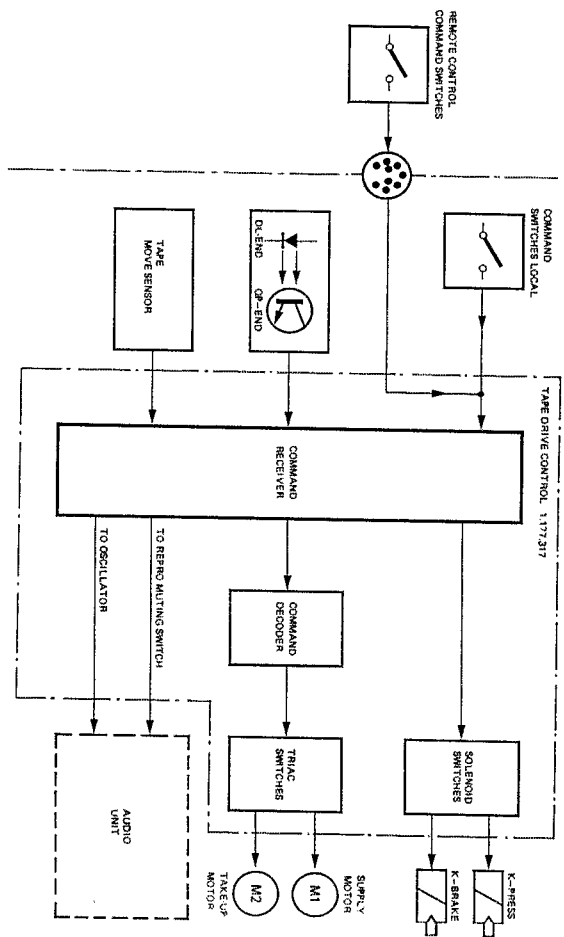 REMOTE CONTROL
COMMAND SWITCHES
COMMAND
SWITCHES LOCAL
DL-END
QP-END
TAPE
MOVE SENSOR
TAPE DRIVE CONTROL 1.177.317
COMMAND
RECEIVER
TO REPRO MUTING SWITCH
TO OSCILLATOR
COMMAND
DECODER
SOLENOID
SWITCHES
TRIAC
SWITCHES
AUDIO
UNIT
K-PRESS
K-BRAKE
SUPPLY
MOTOR
M1
M2
TAKE-UP
MOTOR